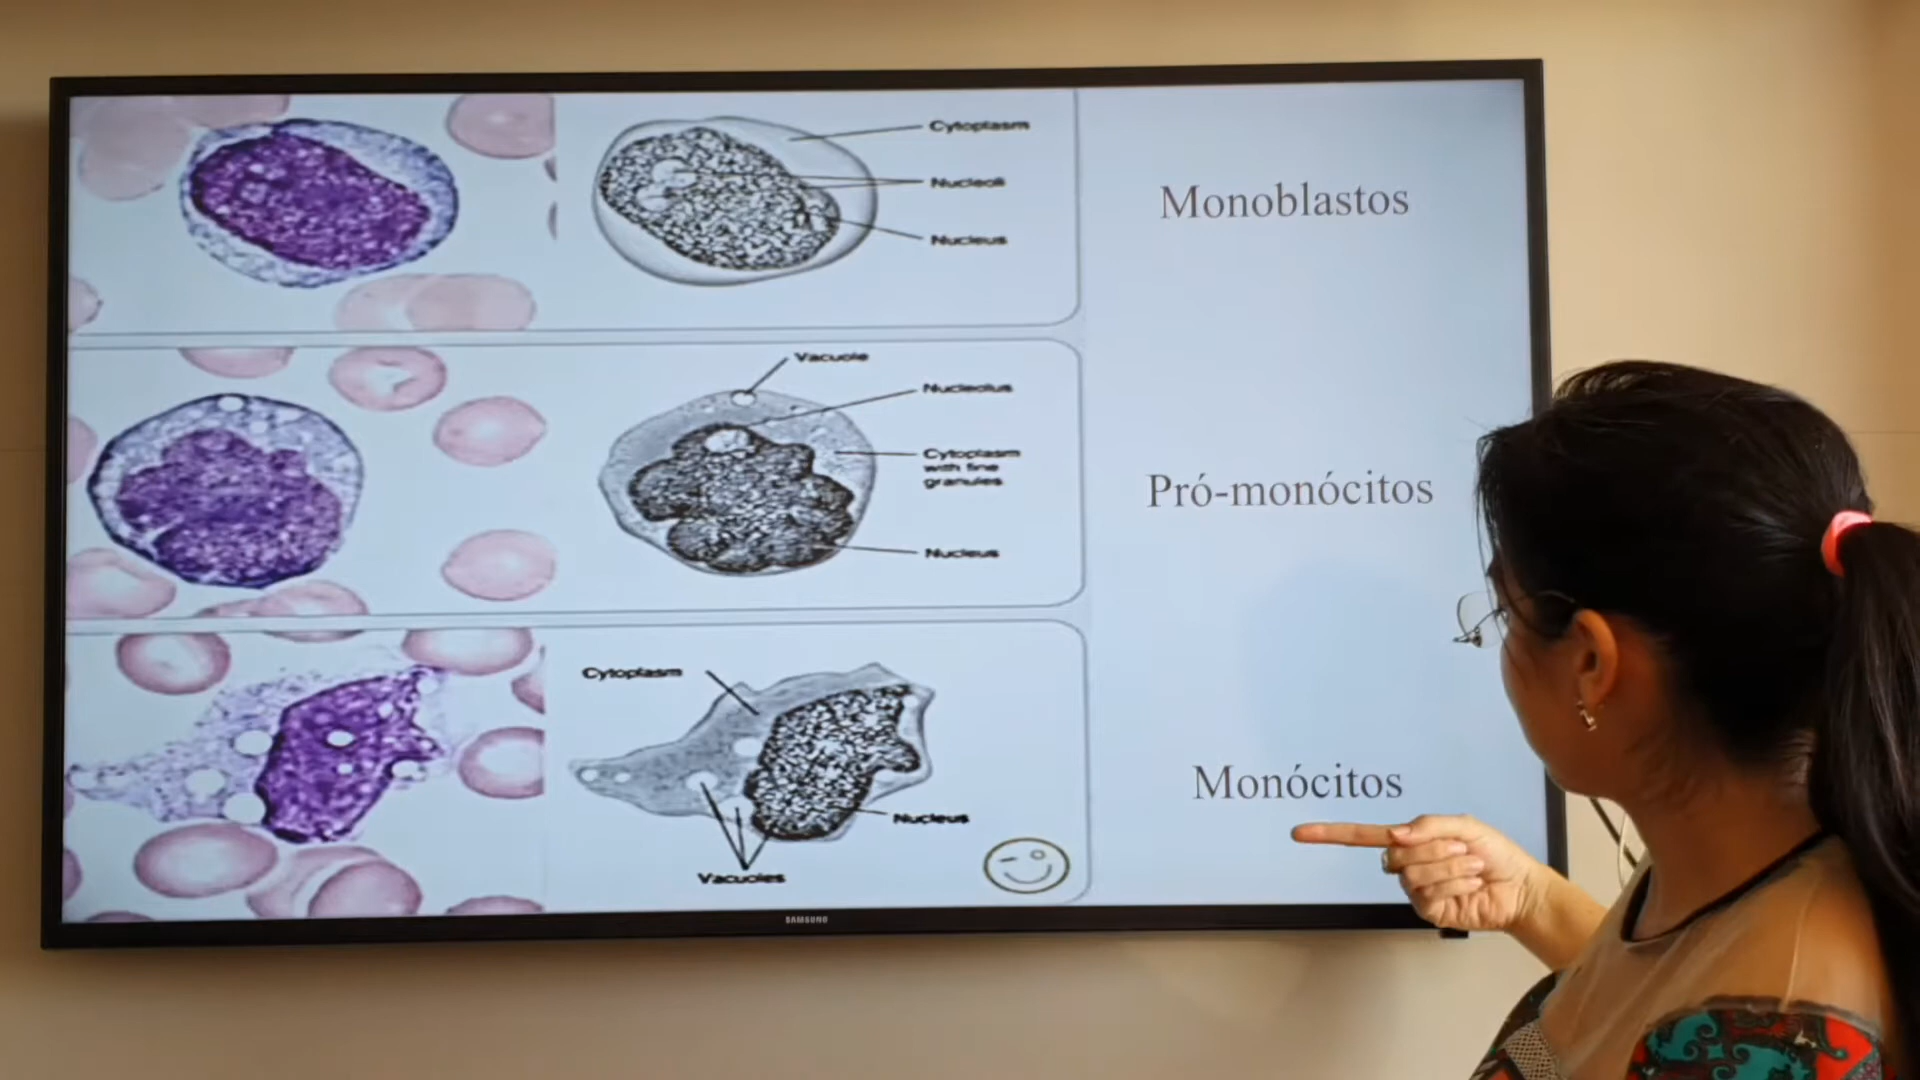 Cytoplasm
Nucleoli
Nucleus
Monoblastos
Vacuole
Nucleolus
Cytoplasm
with fine
granules
Nucleus
Pró-monócitos
Cytoplasm
Nucleus
Vacuoles
Monócitos
SAMSUNG